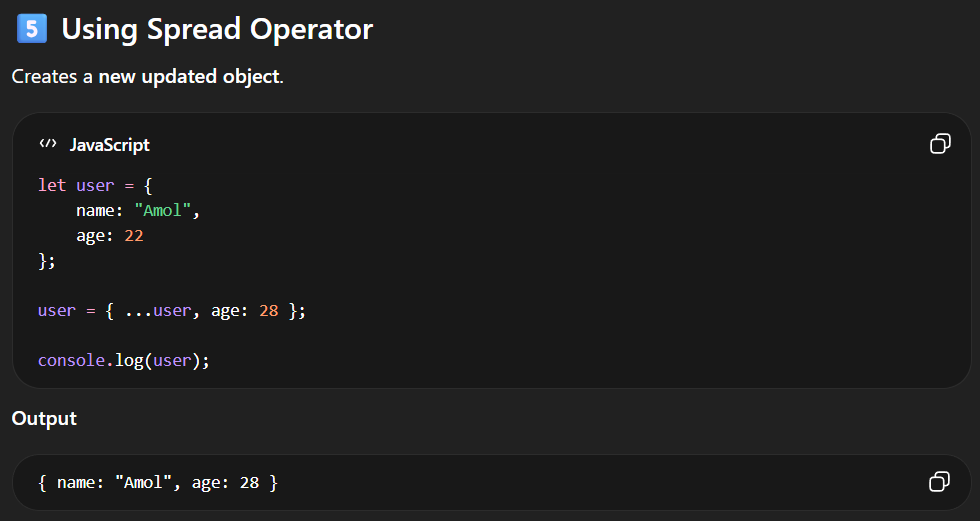 5 Using Spread Operator
Creates a new updated object.
</> JavaScript
let user = {
    name: "Amol",
    age: 22
};

user = { ...user, age: 28 };

console.log(user);
Output
{ name: "Amol", age: 28 }